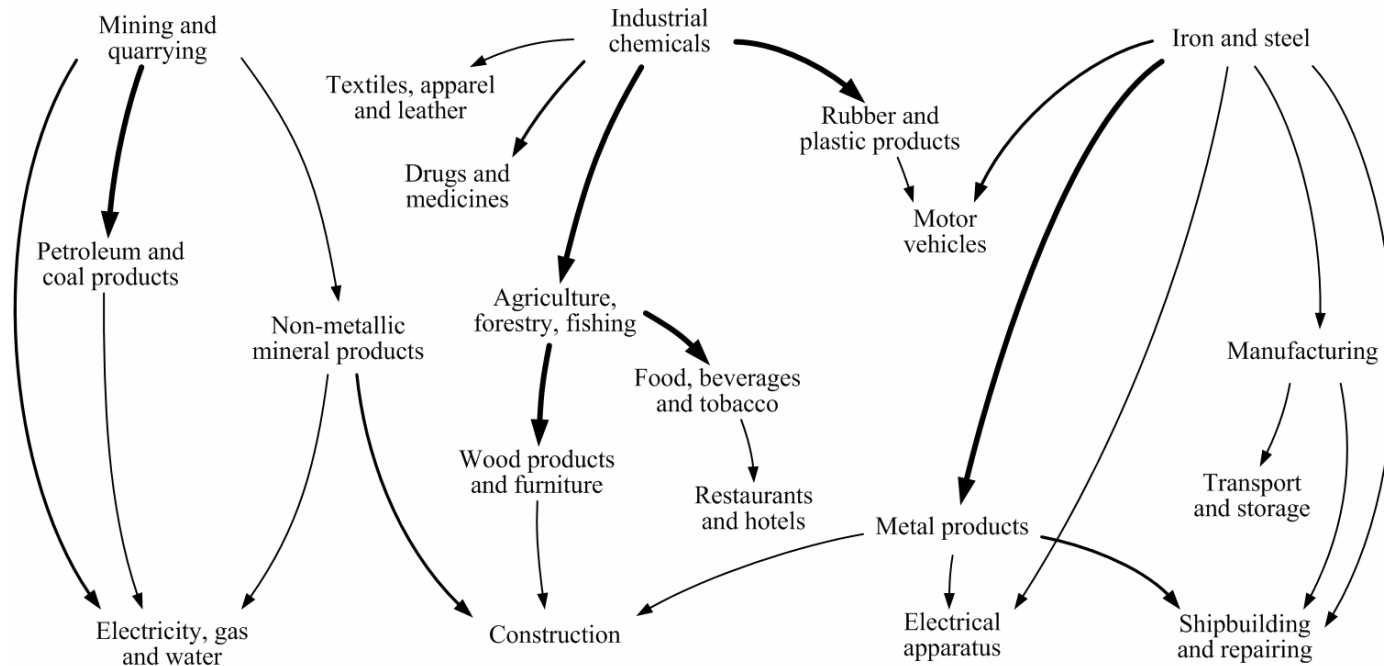 Mining and
quarrying
Industrial
chemicals
Iron and steel
Textiles, apparel
and leather
Rubber and
plastic products
Drugs and
medicines
Motor
vehicles
Petroleum and
coal products
Agriculture,
forestry, fishing
Non-metallic
mineral products
Manufacturing
Food, beverages
and tobacco
Wood products
and furniture
Restaurants
and hotels
Transport
and storage
Metal products
Electricity, gas
and water
Construction
Electrical
apparatus
Shipbuilding
and repairing